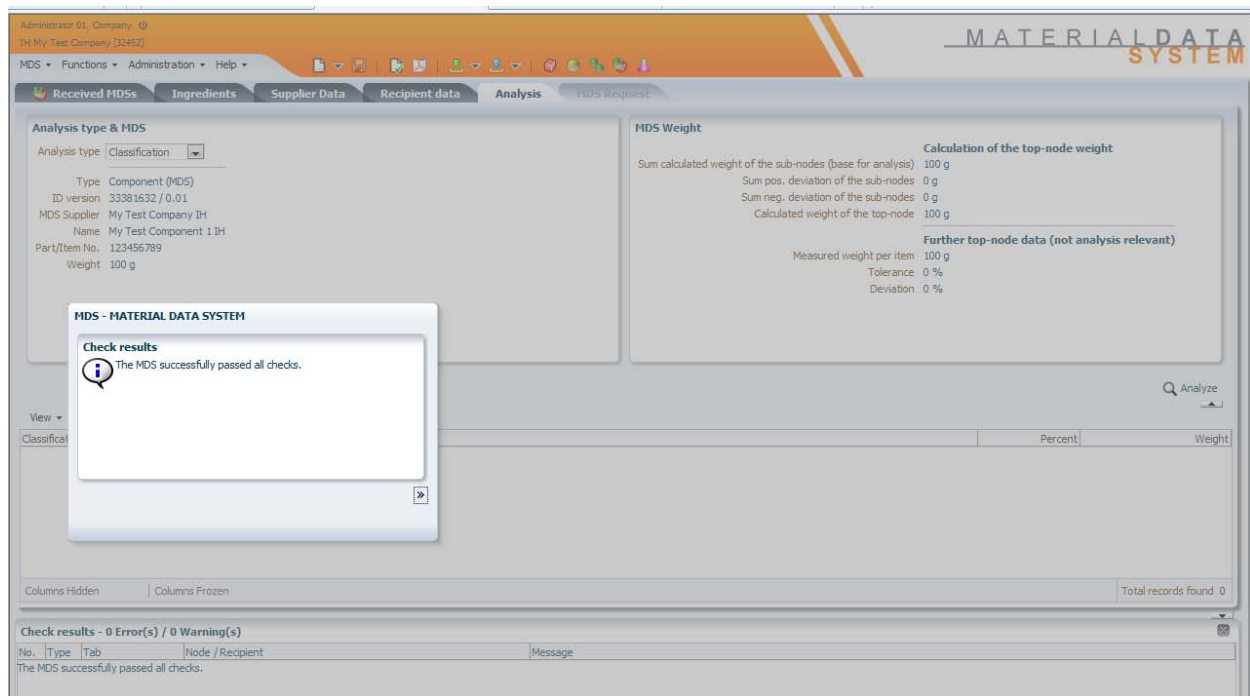 Administrator 01, Company
IH My Test Company [32452]
MATERIALDATA
SYSTEM
MDS Functions Administration Help
Received MDSs Ingredients Supplier Data Recipient data Analysis MDS Request
Analysis type & MDS
Analysis type Classification
Type Component (MDS)
ID version 33381632 / 0.01
MDS Supplier My Test Company IH
Name My Test Component 1 IH
Part/Item No. 123456789
Weight 100 g
MDS Weight
Calculation of the top-node weight
Sum calculated weight of the sub-nodes (base for analysis) 100 g
Sum pos. deviation of the sub-nodes 0 g
Sum neg. deviation of the sub-nodes 0 g
Calculated weight of the top-node 100 g
Further top-node data (not analysis relevant)
Measured weight per item 100 g
Tolerance 0 %
Deviation 0 %
MDS - MATERIAL DATA SYSTEM
Check results
The MDS successfully passed all checks.
Analyze
View
Classificat Percent Weight
Columns Hidden Columns Frozen Total records found 0
Check results - 0 Error(s) / 0 Warning(s)
No. Type Tab Node / Recipient Message
The MDS successfully passed all checks.